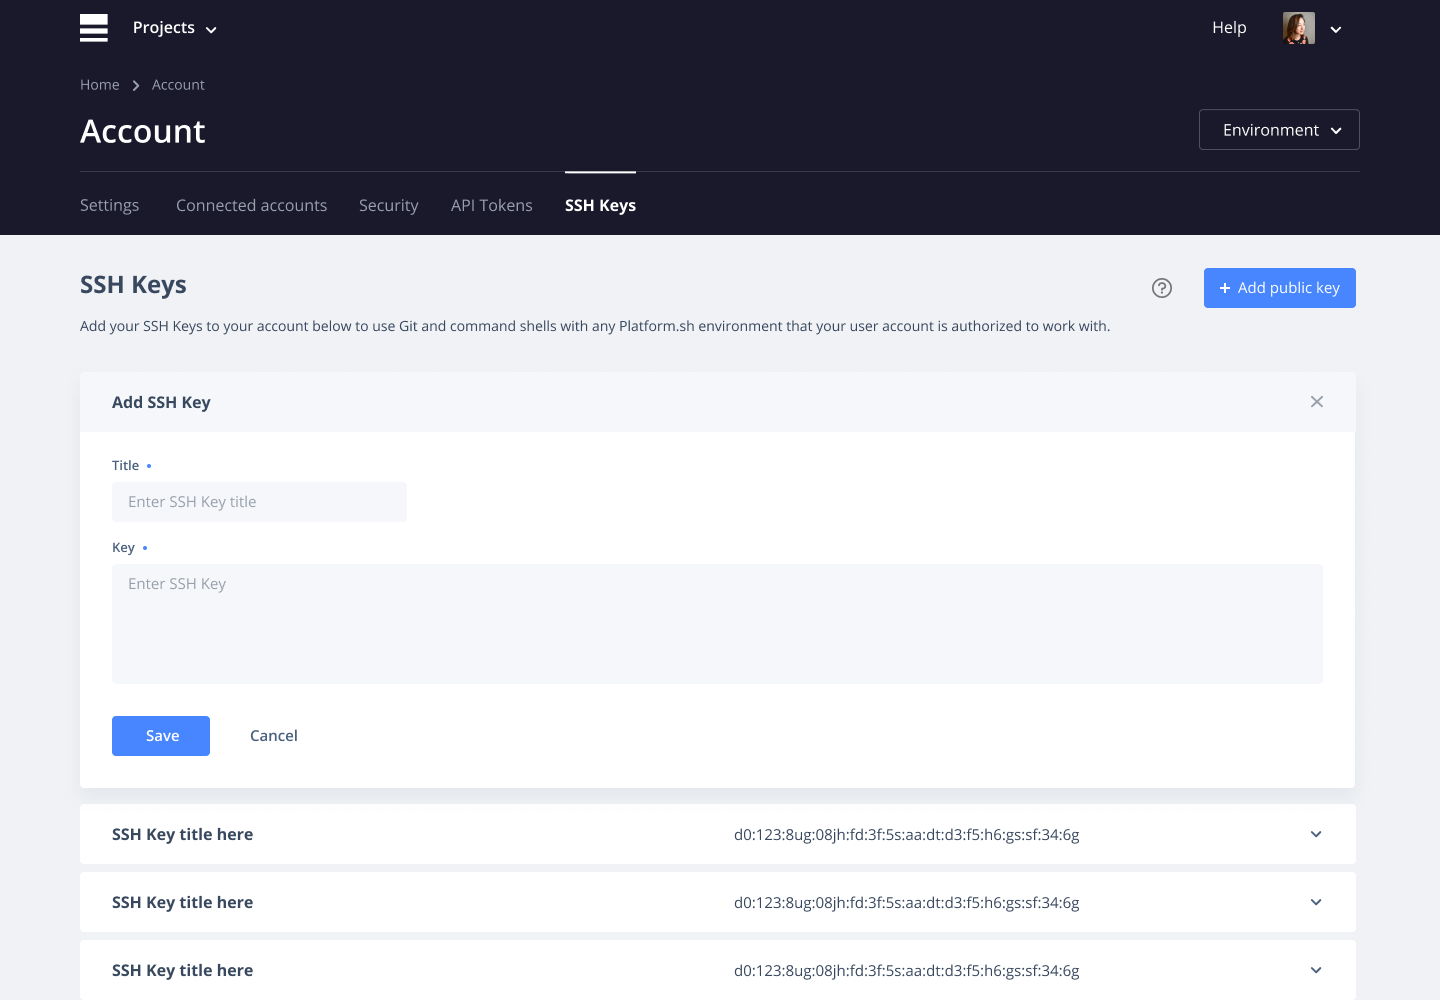 Projects
Help
Home
Account
Account
Environment
Settings
Connected accounts
Security
API Tokens
SSH Keys
SSH Keys
+ Add public key
Add your SSH Keys to your account below to use Git and command shells with any Platform.sh environment that your user account is authorized to work with.
Add SSH Key
Title
Enter SSH Key title
Key
Enter SSH Key
Save
Cancel
SSH Key title here
d0:123:8ug:08jh:fd:3f:5s:aa:dt:d3:f5:h6:gs:sf:34:6g
SSH Key title here
d0:123:8ug:08jh:fd:3f:5s:aa:dt:d3:f5:h6:gs:sf:34:6g
SSH Key title here
d0:123:8ug:08jh:fd:3f:5s:aa:dt:d3:f5:h6:gs:sf:34:6g